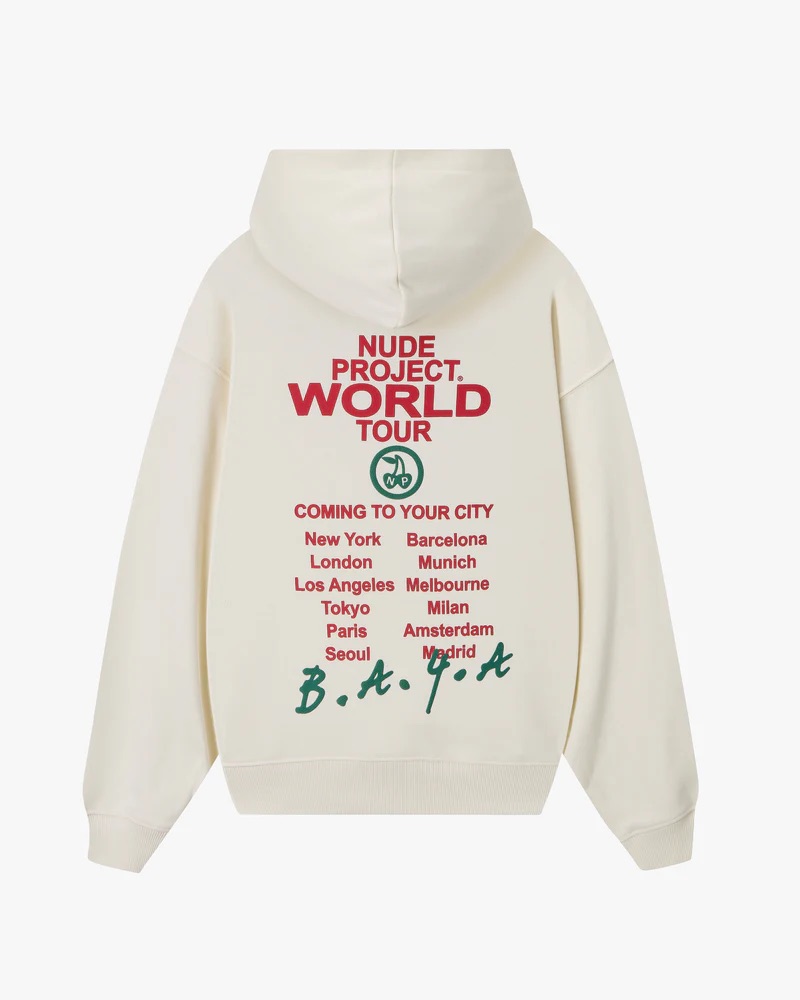 NUDE
PROJECT®
WORLD
TOUR
N P
COMING TO YOUR CITY
New York Barcelona
London Munich
Los Angeles Melbourne
Tokyo Milan
Paris Amsterdam
Seoul Madrid
B.A.4.A